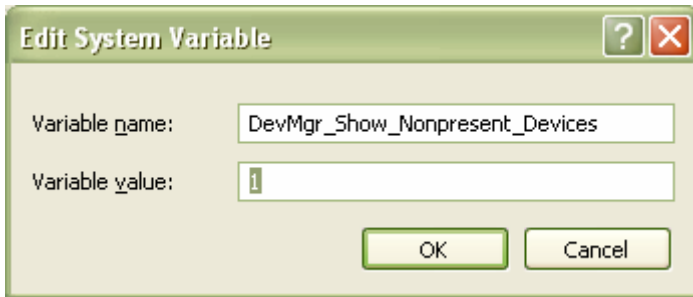 Edit System Variable
Variable name: DevMgr_Show_Nonpresent_Devices
Variable value: 1
OK Cancel